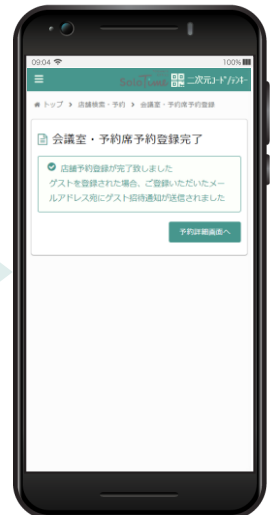 09:04 100%
SoloTime 二次元ｺｰﾄﾞ/ｼｽｷｰ
トップ > 店舗検索・予約 > 会議室・予約席予約登録
会議室・予約席予約登録完了
店舗予約登録が完了致しました
ゲストを登録された場合、ご登録いただいたメー
ルアドレス宛にゲスト招待通知が送信されました
予約詳細画面へ